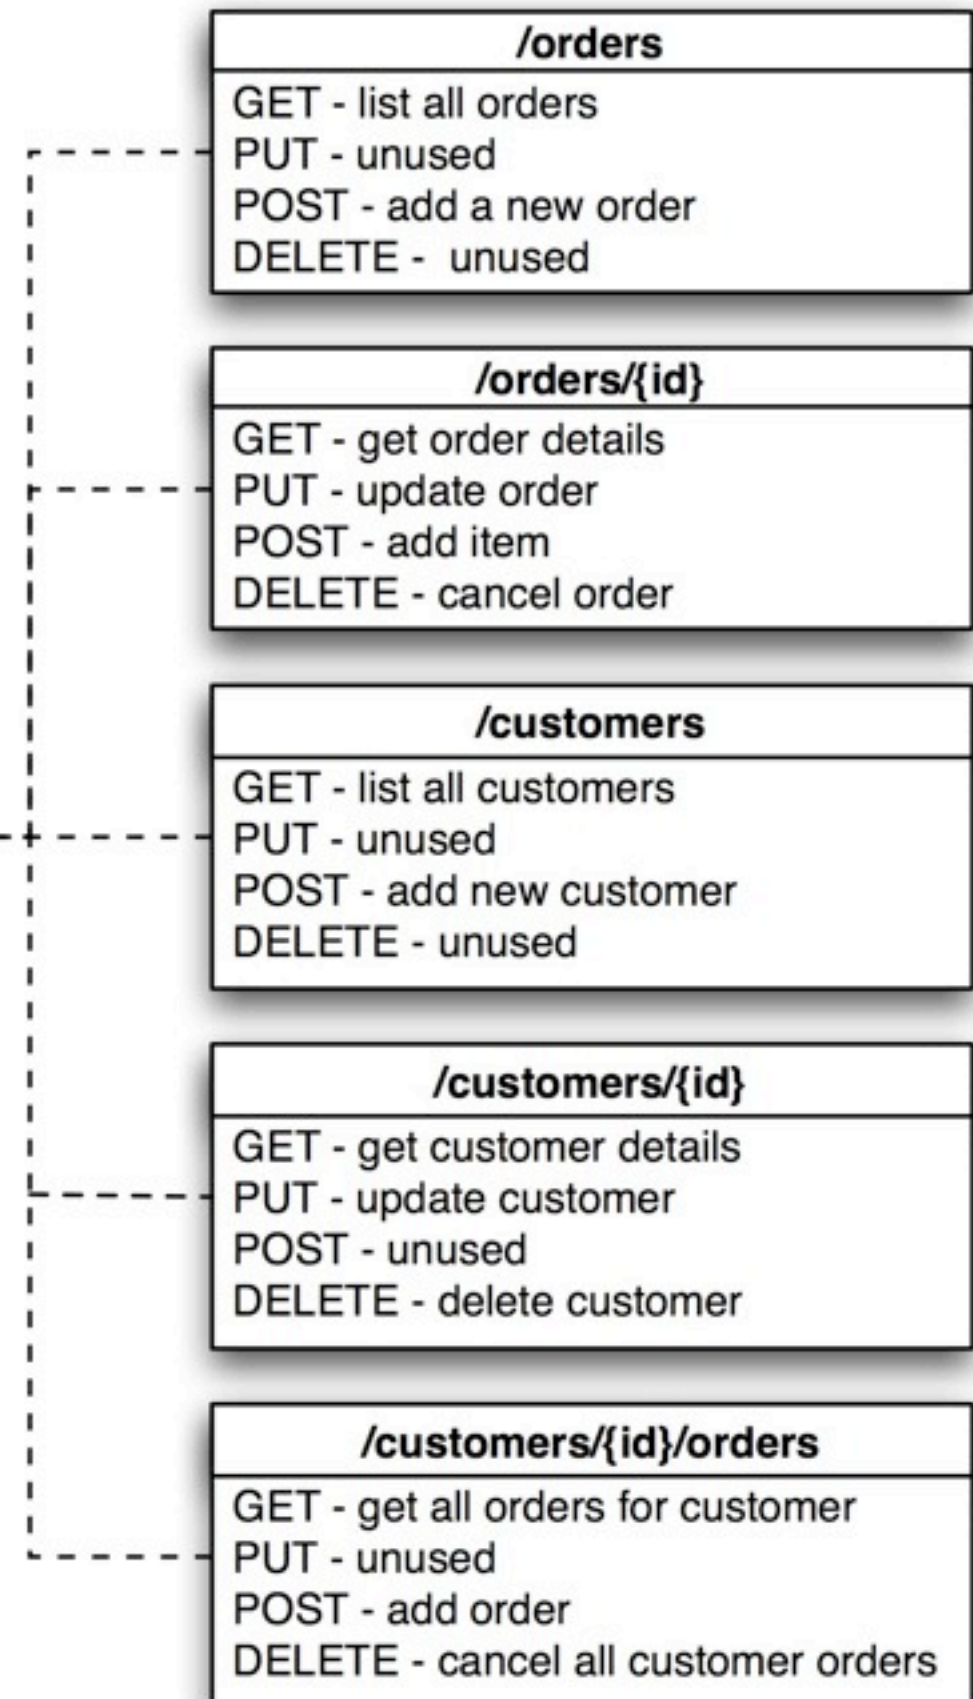 /orders
GET - list all orders
PUT - unused
POST - add a new order
DELETE -  unused
/orders/{id}
GET - get order details
PUT - update order
POST - add item
DELETE - cancel order
/customers
GET - list all customers
PUT - unused
POST - add new customer
DELETE - unused
/customers/{id}
GET - get customer details
PUT - update customer
POST - unused
DELETE - delete customer
/customers/{id}/orders
GET - get all orders for customer
PUT - unused
POST - add order
DELETE - cancel all customer orders